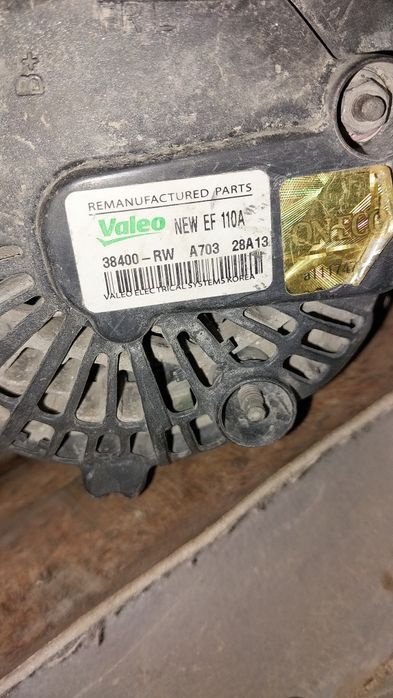 B+
REMANUFACTURED PARTS
Valeo NEW EF 110A
38400-RW A703 28A13
VALEO ELECTRICAL SYSTEMS KOREA